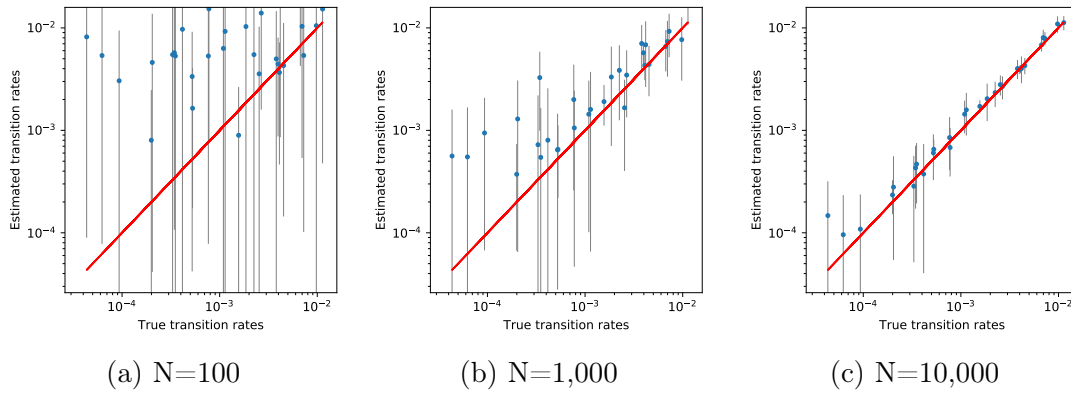 Estimated transition rates
10⁻²
10⁻³
10⁻⁴
10⁻⁴
10⁻³
10⁻²
True transition rates
(a) N=100
Estimated transition rates
10⁻²
10⁻³
10⁻⁴
10⁻⁴
10⁻³
10⁻²
True transition rates
(b) N=1,000
Estimated transition rates
10⁻²
10⁻³
10⁻⁴
10⁻⁴
10⁻³
10⁻²
True transition rates
(c) N=10,000